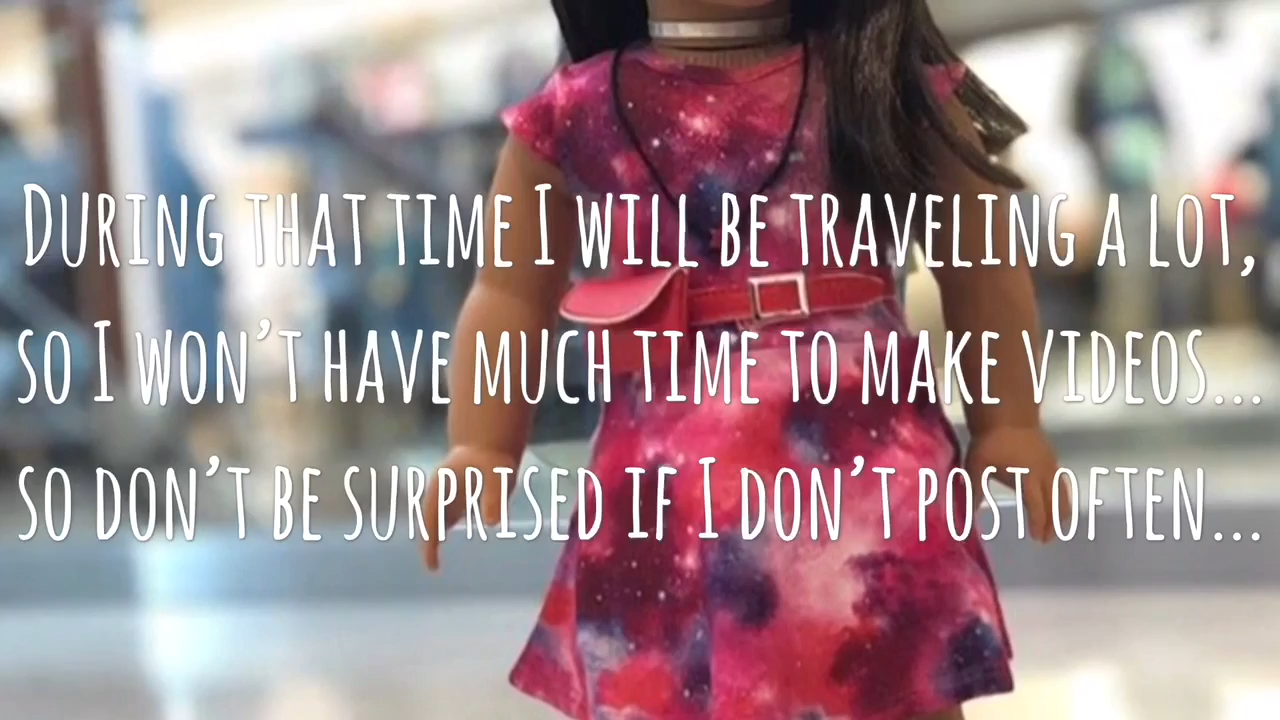 During that time I will be traveling a lot,
so I won't have much time to make videos...
so don't be surprised if I don't post often...